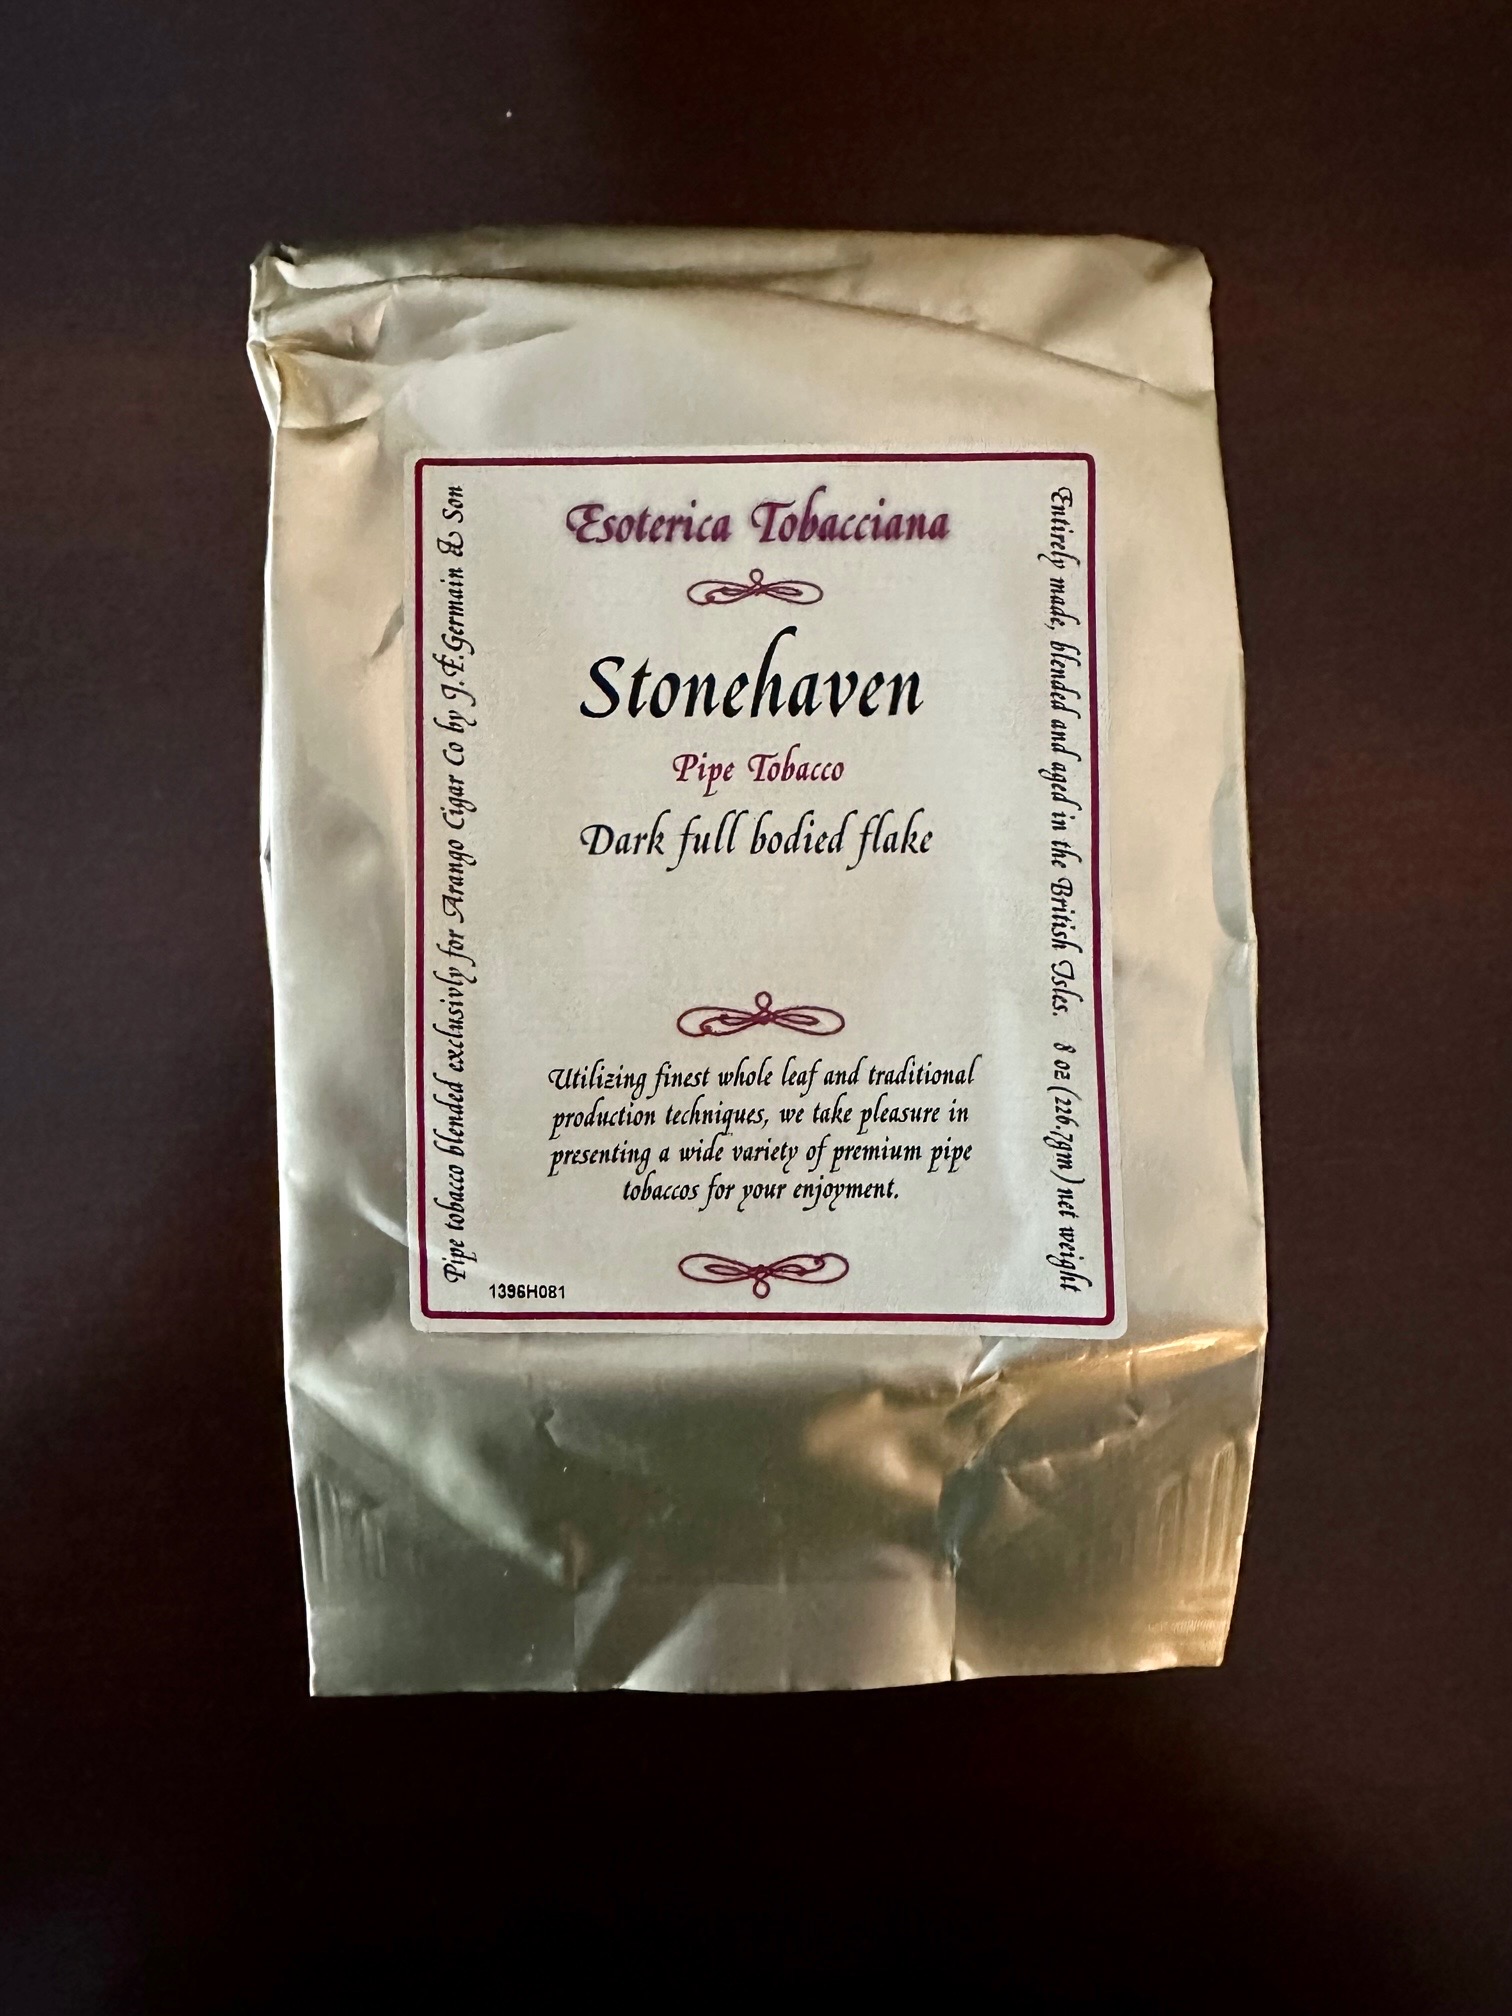 Esoterica Tobacciana
Stonehaven
Pipe Tobacco
Dark full bodied flake
Utilizing finest whole leaf and traditional
production techniques, we take pleasure in
presenting a wide variety of premium pipe
tobaccos for your enjoyment.
1396H081
Pipe tobacco blended exclusivly for Arango Cigar Co by J.F.Germain & Son
Entirely made, blended and aged in the British Isles. 8 oz (226.7gm) net weight